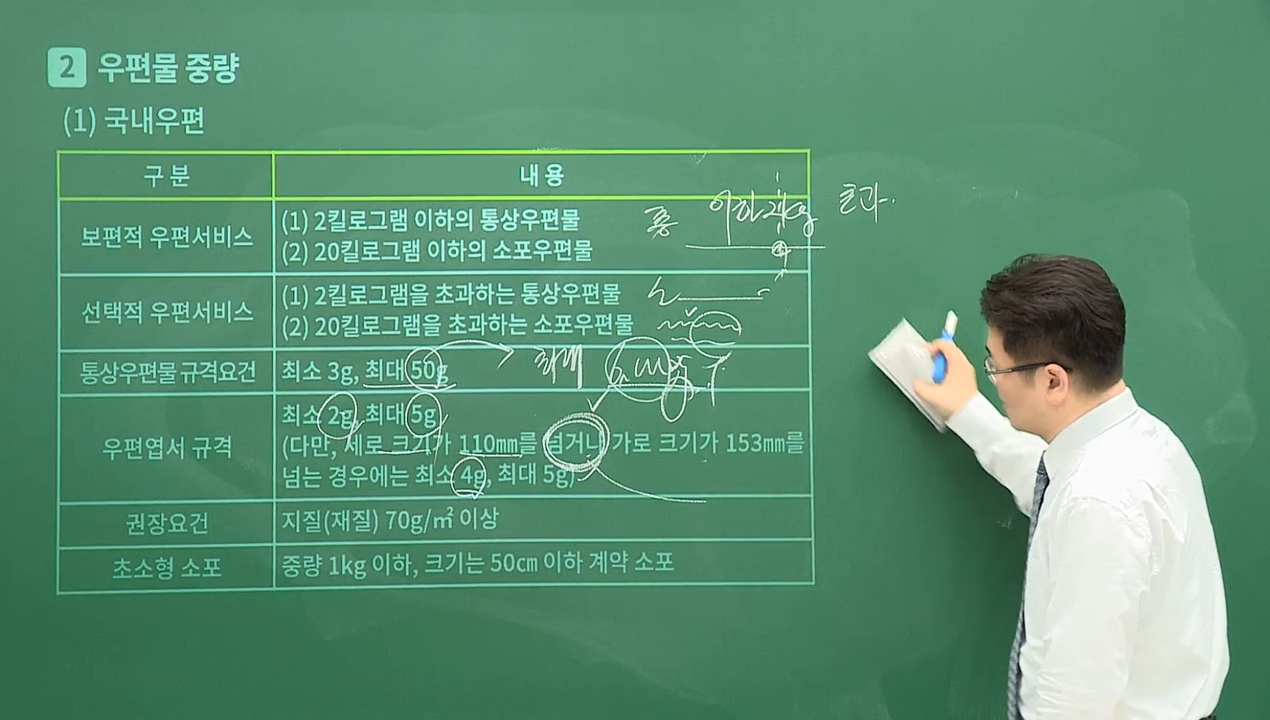 2 우편물 중량
(1) 국내우편
구 분 내 용
보편적 우편서비스 (1) 2킬로그램 이하의 통상우편물
(2) 20킬로그램 이하의 소포우편물
이하 2kg 초과.
선택적 우편서비스 (1) 2킬로그램을 초과하는 통상우편물
(2) 20킬로그램을 초과하는 소포우편물
통상우편물 규격요건 최소 3g, 최대 50g 최대
우편엽서 규격 최소 2g, 최대 5g
(다만, 세로 크기가 110㎜를 넘거나 가로 크기가 153㎜를
넘는 경우에는 최소 4g, 최대 5g)
권장요건 지질(재질) 70g/㎡ 이상
초소형 소포 중량 1kg 이하, 크기는 50㎝ 이하 계약 소포